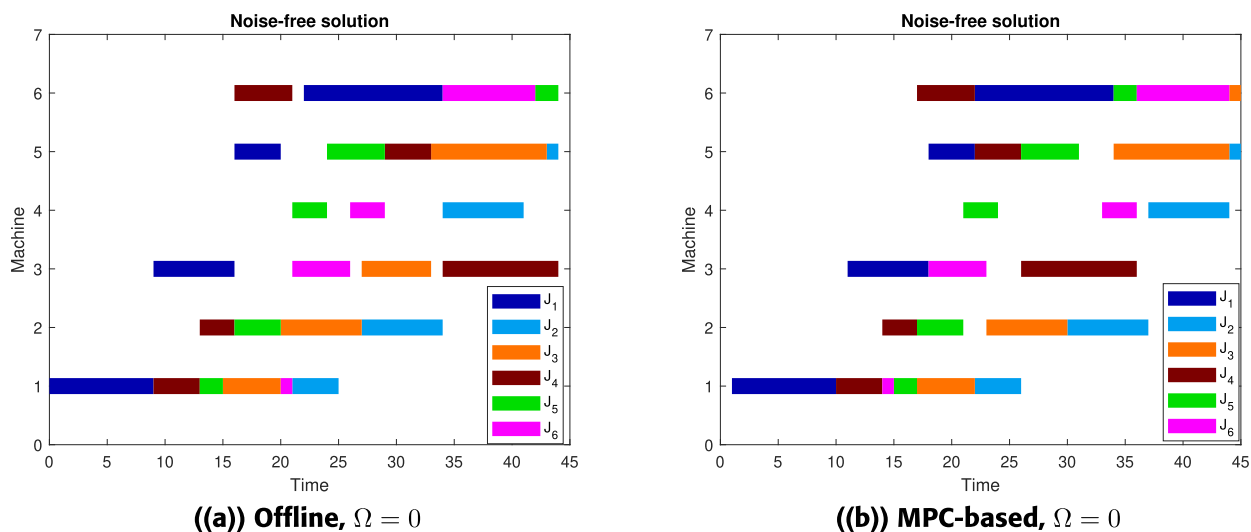 Noise-free solution
7
6
5
4
3
2
1
0
Machine
J1
J2
J3
J4
J5
J6
0 5 10 15 20 25 30 35 40 45
Time
((a)) Offline, Ω = 0
Noise-free solution
7
6
5
4
3
2
1
0
Machine
J1
J2
J3
J4
J5
J6
15 20 25 30 35 40 45
0 5 10
Time
((b)) MPC-based, Ω = 0